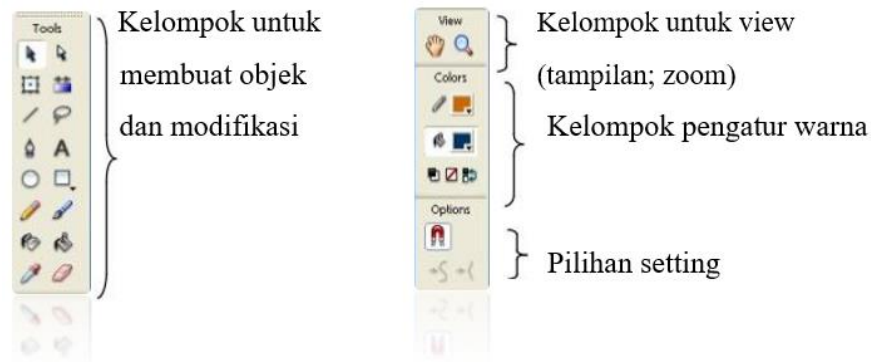 Tools
Kelompok untuk
membuat objek
dan modifikasi
A
View
Kelompok untuk view
(tampilan; zoom)
Colors
Kelompok pengatur warna
Options
Pilihan setting